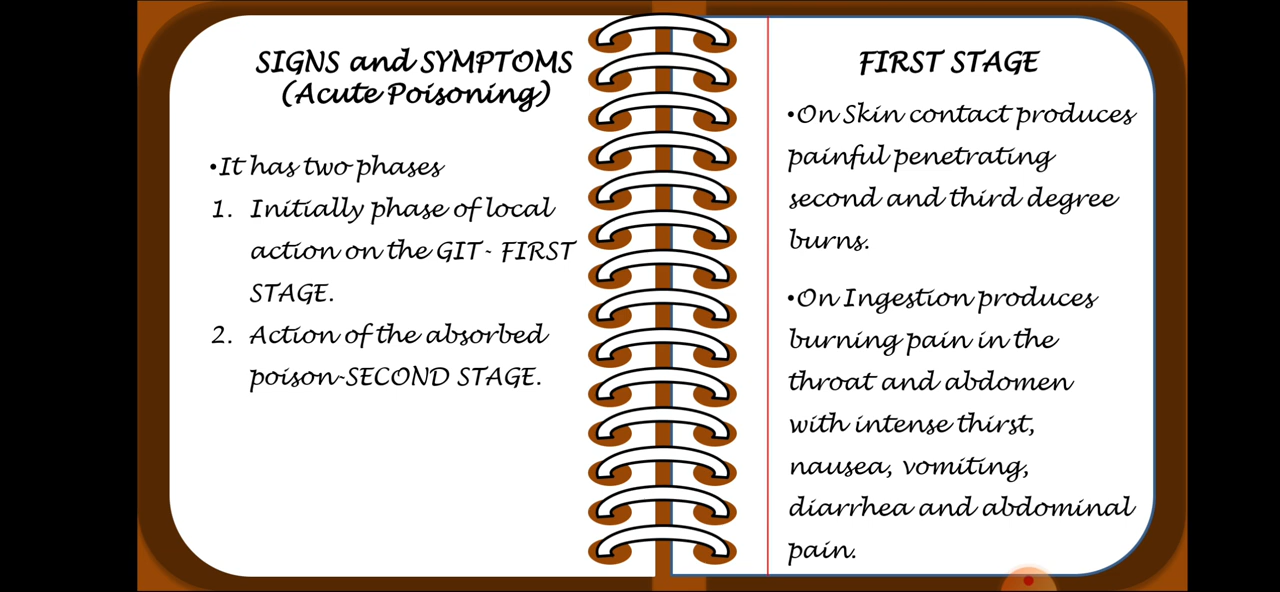 SIGNS and SYMPTOMS
(Acute Poisoning)
•It has two phases
1. Initially phase of local
action on the GIT- FIRST
STAGE.
2. Action of the absorbed
poison-SECOND STAGE.
FIRST STAGE
•On Skin contact produces
painful penetrating
second and third degree
burns.
•On Ingestion produces
burning pain in the
throat and abdomen
with intense thirst,
nausea, vomiting,
diarrhea and abdominal
pain.